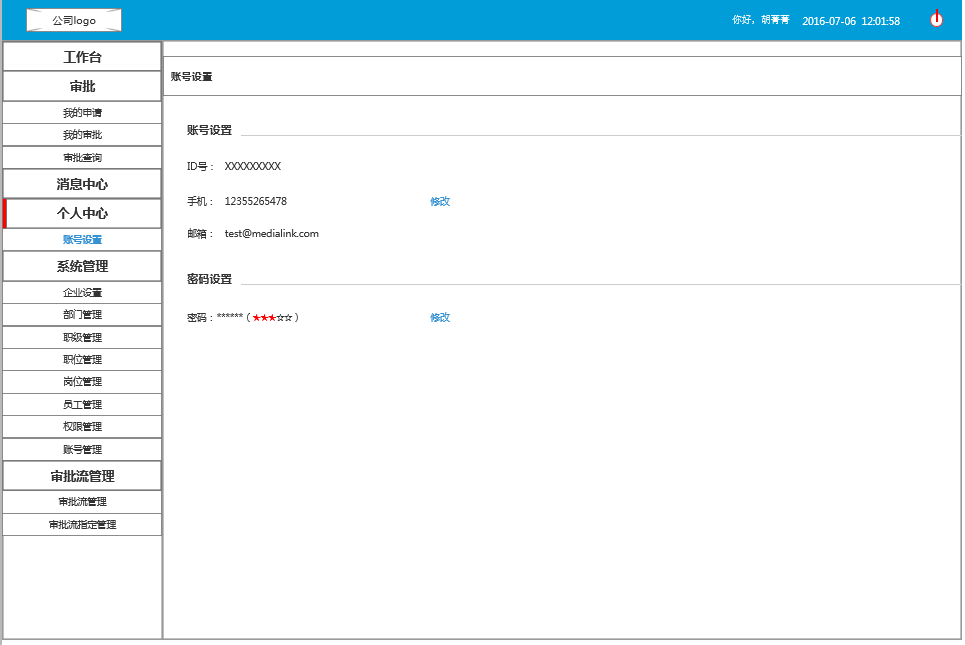 公司logo
你好，胡菁菁 2016-07-06 12:01:58
工作台
审批
我的申请
我的审批
审批查询
消息中心
个人中心
账号设置
系统管理
企业设置
部门管理
职级管理
职位管理
岗位管理
员工管理
权限管理
账号管理
审批流管理
审批流管理
审批流指定管理
账号设置
账号设置
ID号： XXXXXXXXX
手机： 12355265478 修改
邮箱： test@medialink.com
密码设置
密码：****** ( ★★★☆☆ ) 修改